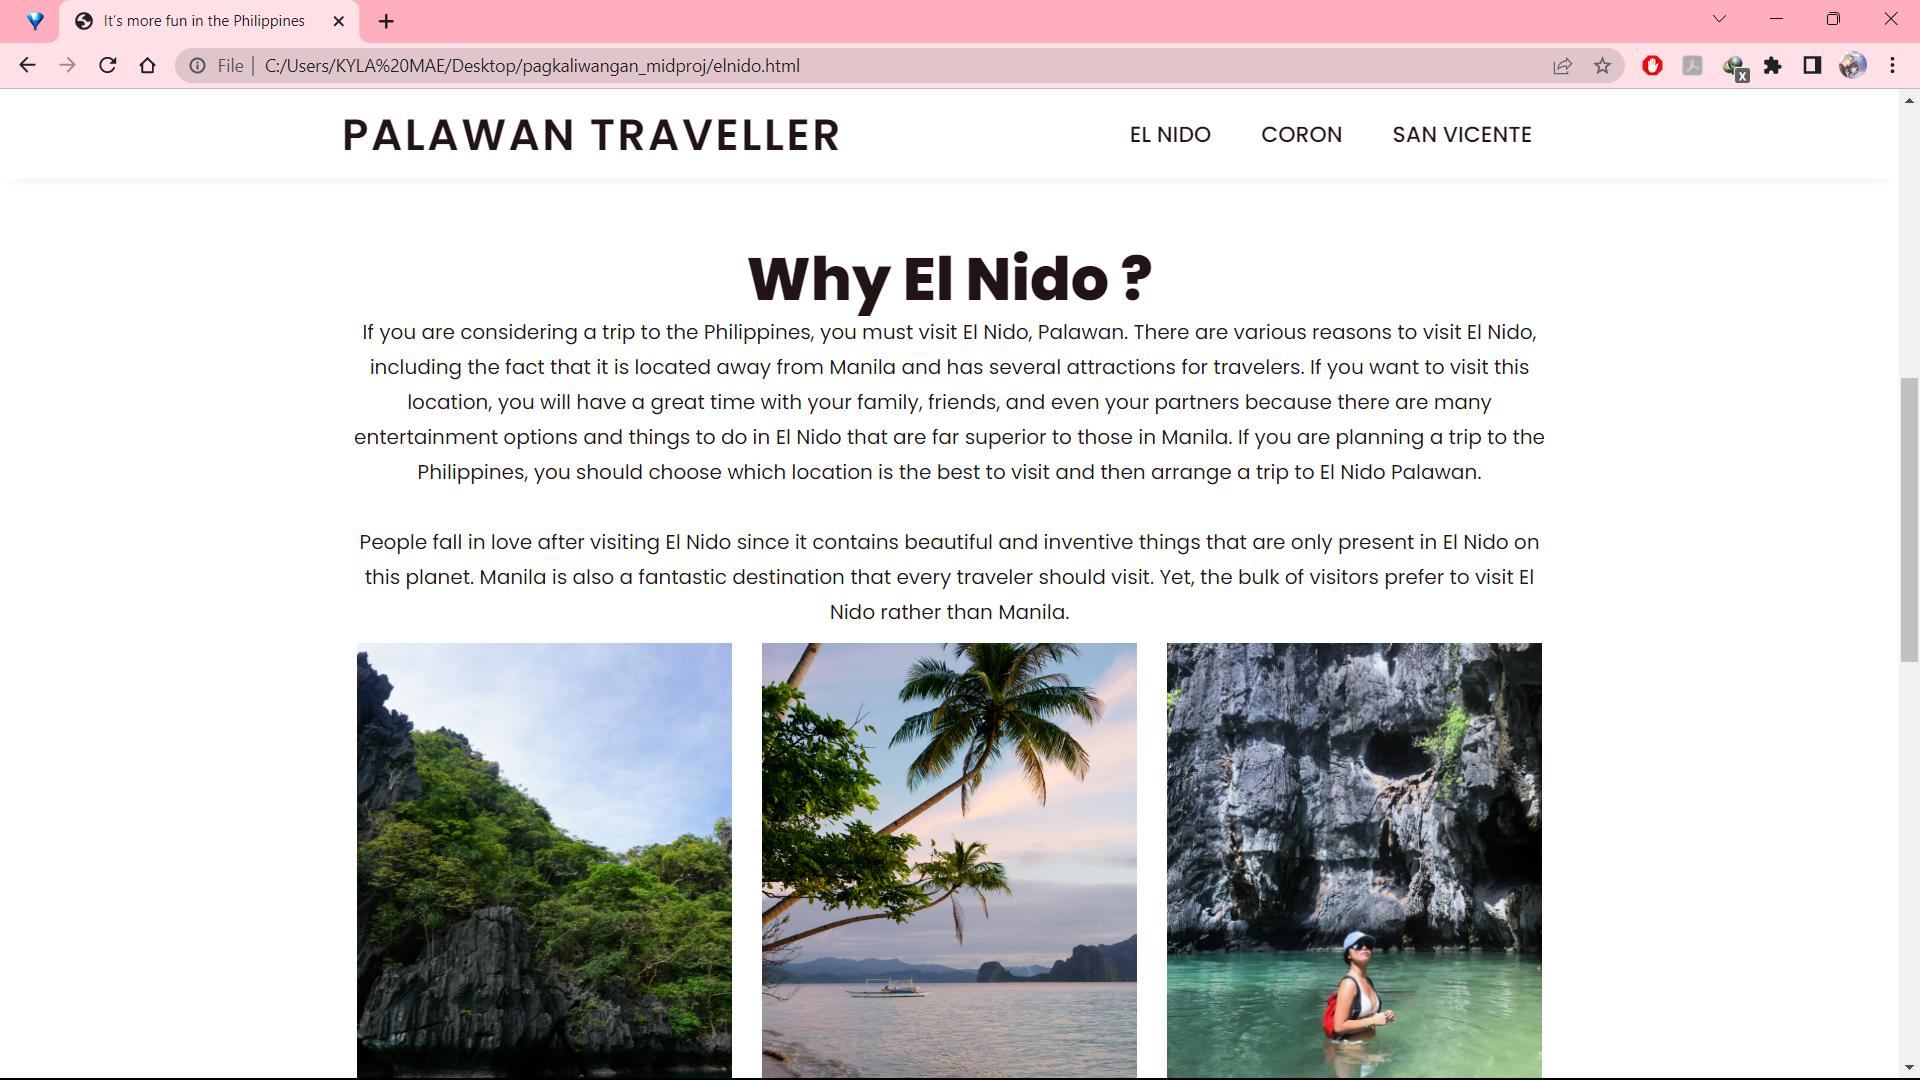 It's more fun in the Philippines
File | C:/Users/KYLA%20MAE/Desktop/pagkaliwangan_midproj/elnido.html
X
PALAWAN TRAVELLER
EL NIDO CORON SAN VICENTE
Why El Nido ?
If you are considering a trip to the Philippines, you must visit El Nido, Palawan. There are various reasons to visit El Nido,
including the fact that it is located away from Manila and has several attractions for travelers. If you want to visit this
location, you will have a great time with your family, friends, and even your partners because there are many
entertainment options and things to do in El Nido that are far superior to those in Manila. If you are planning a trip to the
Philippines, you should choose which location is the best to visit and then arrange a trip to El Nido Palawan.
People fall in love after visiting El Nido since it contains beautiful and inventive things that are only present in El Nido on
this planet. Manila is also a fantastic destination that every traveler should visit. Yet, the bulk of visitors prefer to visit El
Nido rather than Manila.